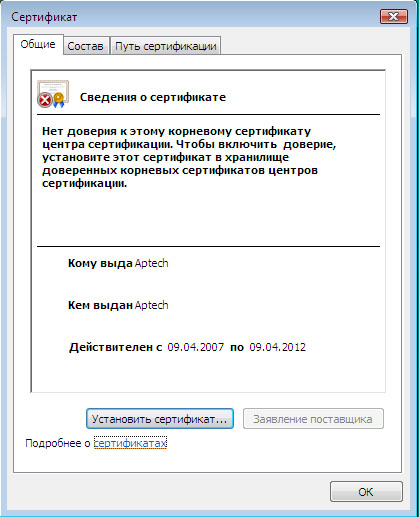 Сертификат
Общие Состав Путь сертификации
Сведения о сертификате
Нет доверия к этому корневому сертификату
центра сертификации. Чтобы включить доверие,
установите этот сертификат в хранилище
доверенных корневых сертификатов центров
сертификации.
Кому выда Aptech
Кем выдан Aptech
Действителен с 09.04.2007 по 09.04.2012
Установить сертификат... Заявление поставщика
Подробнее о сертификатах
OK